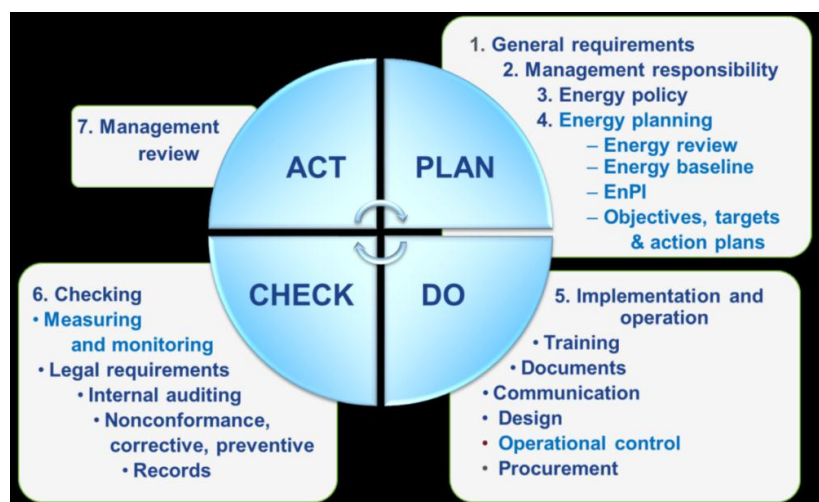 1. General requirements
2. Management responsibility
3. Energy policy
4. Energy planning
– Energy review
– Energy baseline
– EnPI
– Objectives, targets
& action plans
7. Management
review
ACT
PLAN
CHECK
DO
6. Checking
• Measuring
and monitoring
• Legal requirements
• Internal auditing
• Nonconformance,
corrective, preventive
• Records
5. Implementation and
operation
• Training
• Documents
• Communication
• Design
• Operational control
• Procurement